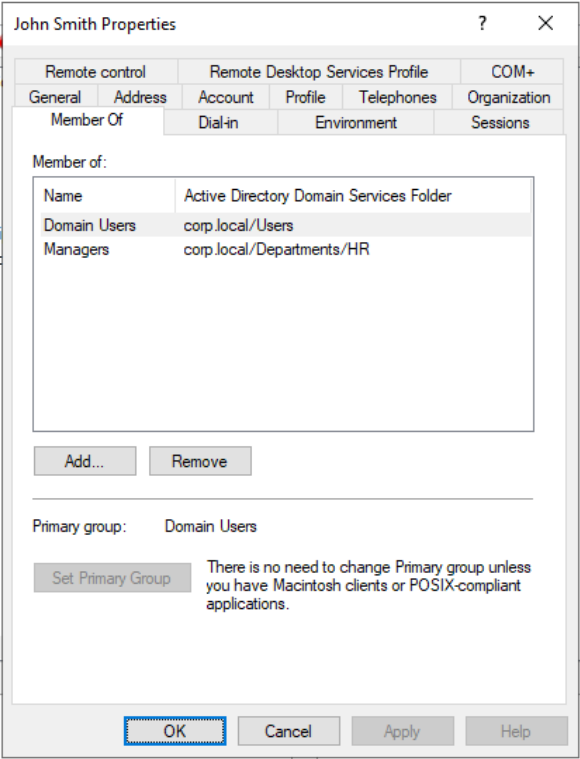 John Smith Properties ? ×
Remote control Remote Desktop Services Profile COM+
General Address Account Profile Telephones Organization
Member Of Dial-in Environment Sessions
Member of:
Name Active Directory Domain Services Folder
Domain Users corp.local/Users
Managers corp.local/Departments/HR
Add... Remove
Primary group: Domain Users
Set Primary Group There is no need to change Primary group unless
you have Macintosh clients or POSIX-compliant
applications.
OK Cancel Apply Help